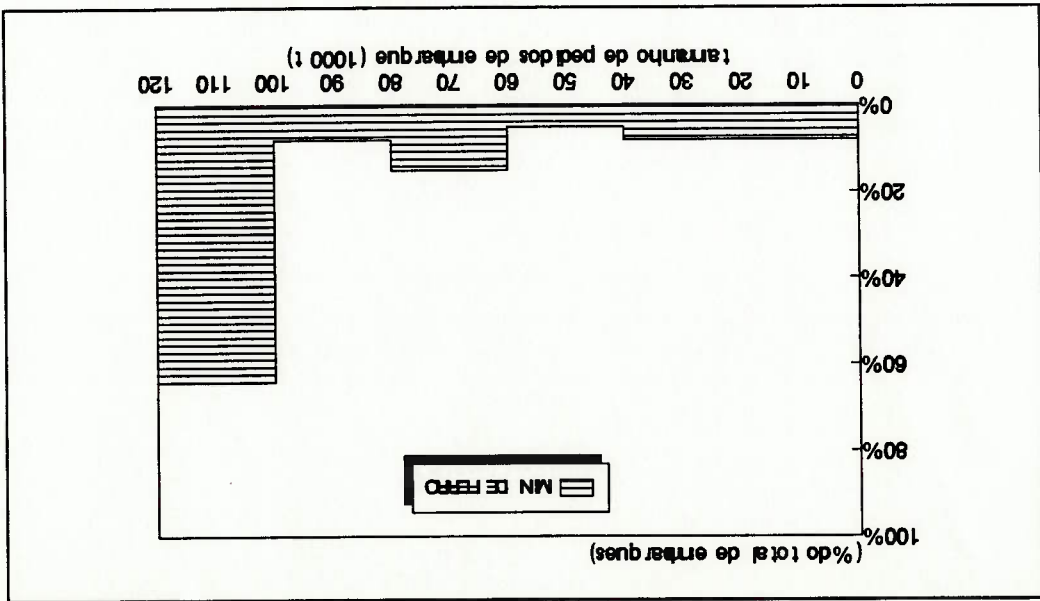 (% do total de embarques)
100%
80%
60%
40%
20%
0%
MIN. DE FERRO
0 10 20 30 40 50 60 70 80 90 100 110 120
tamanho de pedidos de embarque (1000 t)